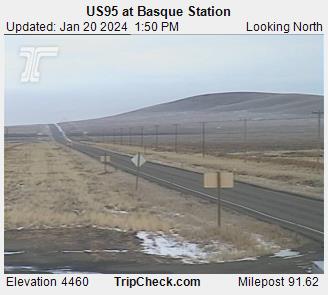 US95 at Basque Station
Updated: Jan 20 2024 1:50 PM Looking North
Elevation 4460 TripCheck.com Milepost 91.62